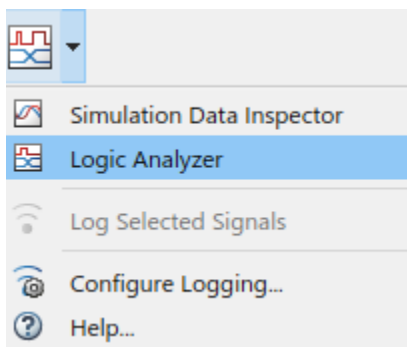 Simulation Data Inspector
Logic Analyzer
Log Selected Signals
Configure Logging...
Help...